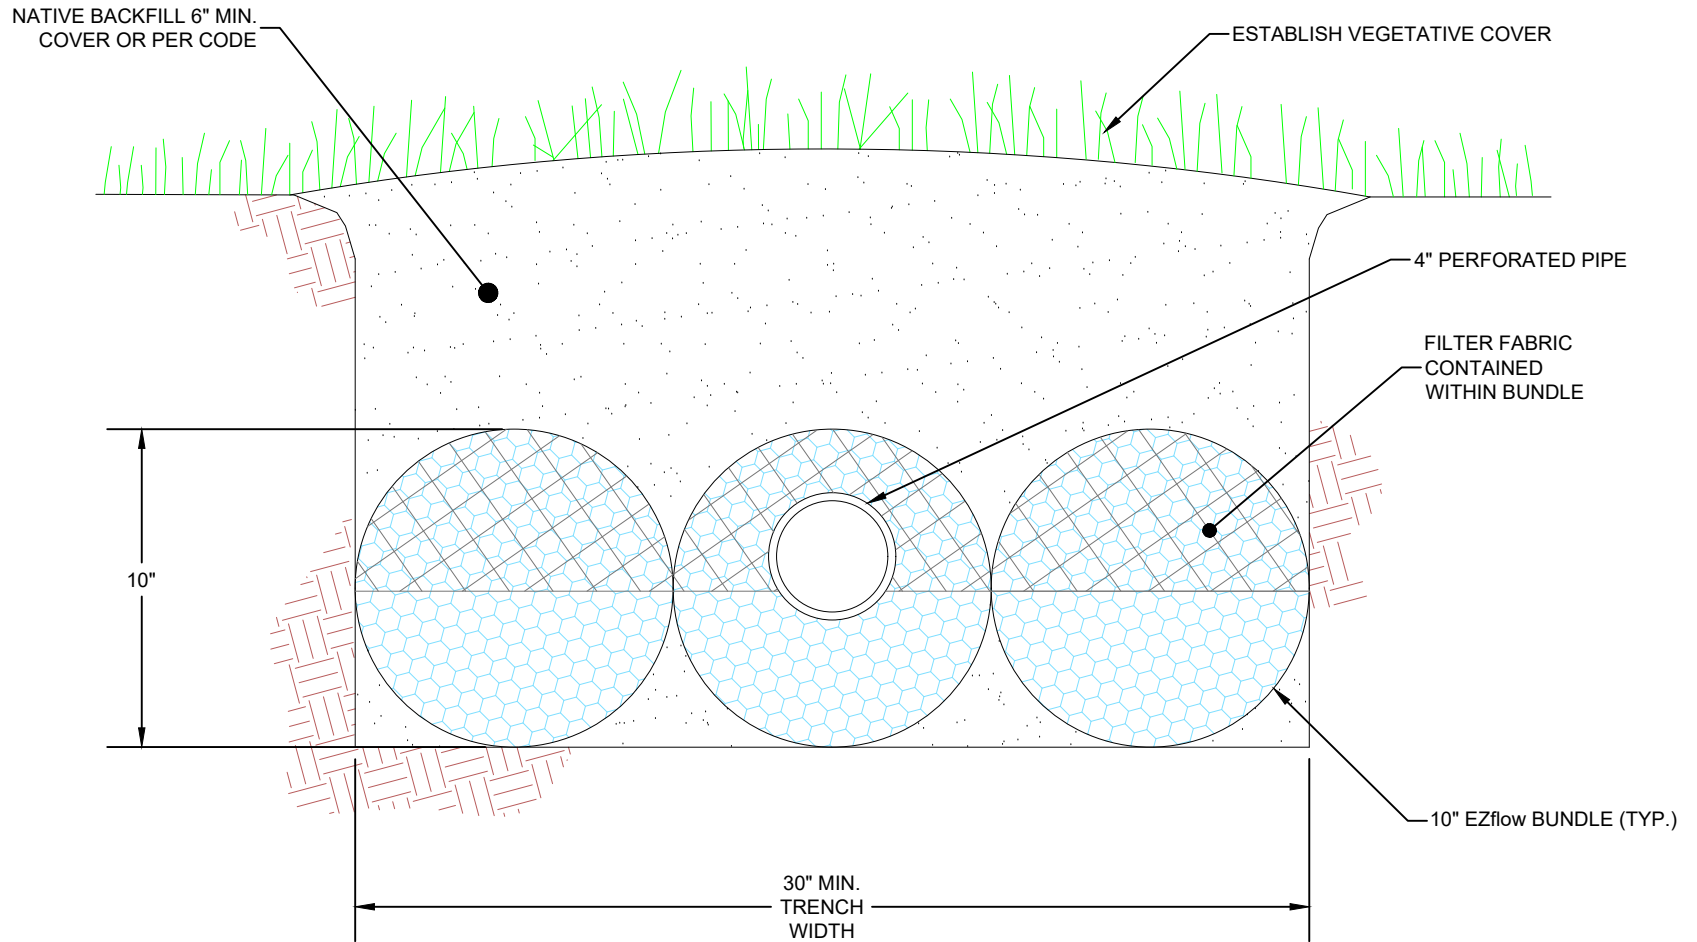 NATIVE BACKFILL 6" MIN.
COVER OR PER CODE
ESTABLISH VEGETATIVE COVER
4" PERFORATED PIPE
FILTER FABRIC
CONTAINED
WITHIN BUNDLE
10"
10" EZflow BUNDLE (TYP.)
30" MIN.
TRENCH
WIDTH